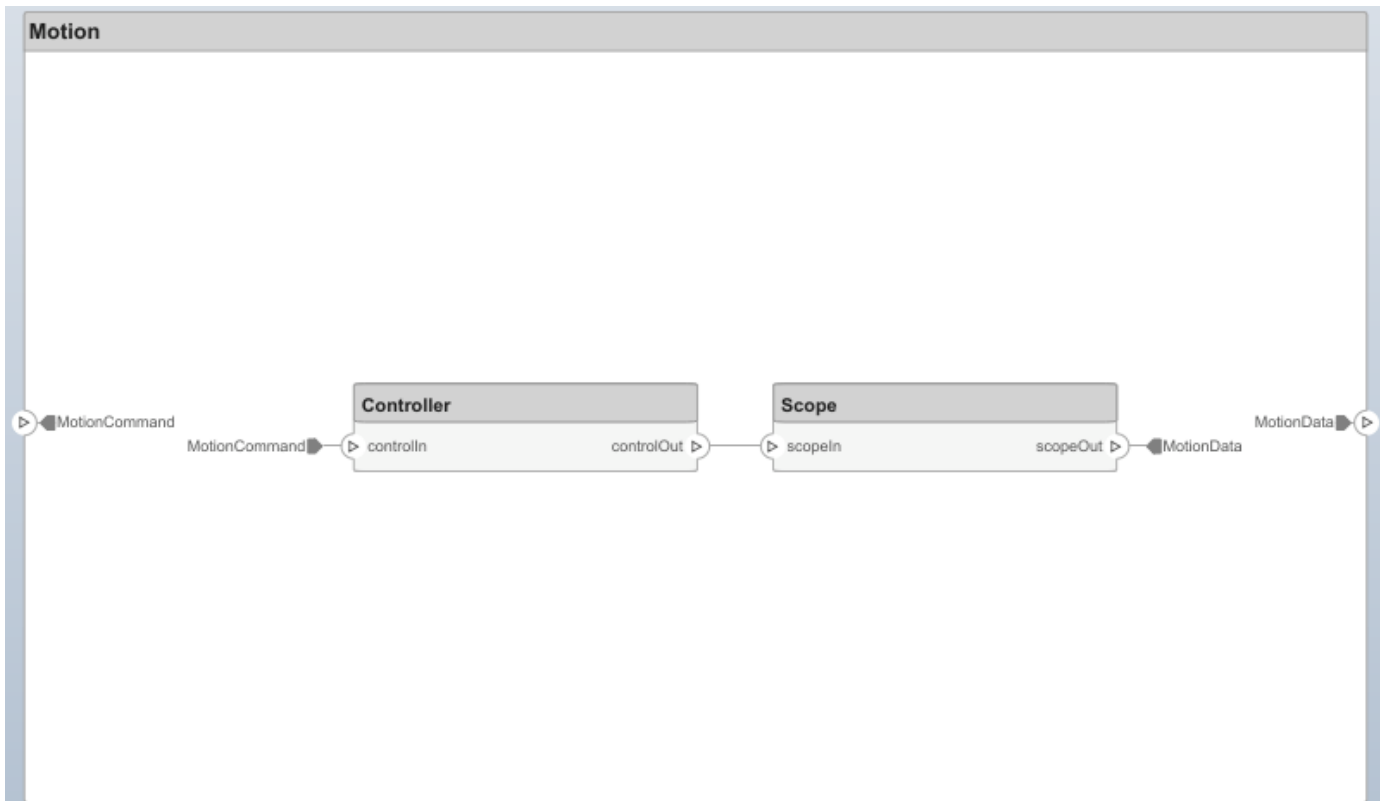 Motion
Controller
Scope
MotionCommand
MotionData
MotionCommand
controlIn
controlOut
scopeIn
scopeOut
MotionData